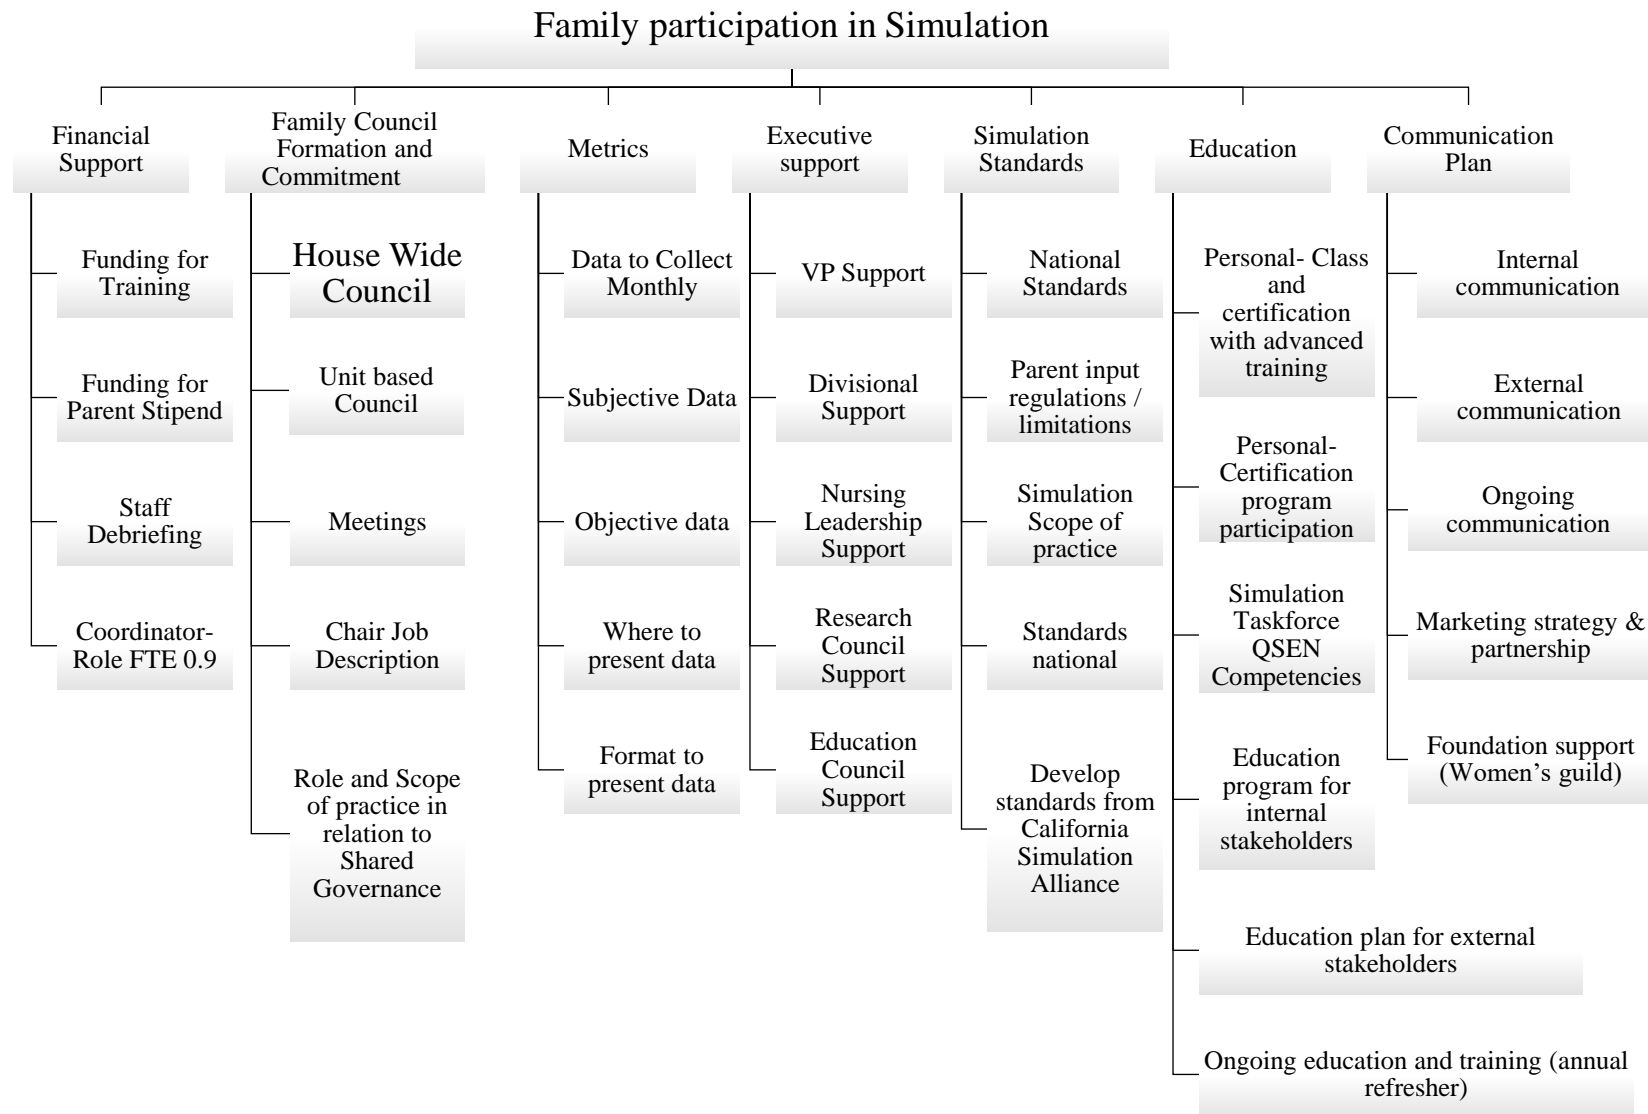 Family participation in Simulation
Financial
Support
Funding for
Training
Funding for
Parent Stipend
Staff
Debriefing
Coordinator-
Role FTE 0.9
Family Council
Formation and
Commitment
House Wide
Council
Unit based
Council
Meetings
Chair Job
Description
Role and Scope
of practice in
relation to
Shared
Governance
Metrics
Data to Collect
Monthly
Subjective Data
Objective data
Where to
present data
Format to
present data
Executive
support
VP Support
Divisional
Support
Nursing
Leadership
Support
Research
Council
Support
Education
Council
Support
Simulation
Standards
National
Standards
Parent input
regulations /
limitations
Simulation
Scope of
practice
Standards
national
Develop
standards from
California
Simulation
Alliance
Education
Personal- Class
and
certification
with advanced
training
Personal-
Certification
program
participation
Simulation
Taskforce
QSEN
Competencies
Education
program for
internal
stakeholders
Education plan for external
stakeholders
Ongoing education and training (annual
refresher)
Communication
Plan
Internal
communication
External
communication
Ongoing
communication
Marketing strategy &
partnership
Foundation support
(Women’s guild)